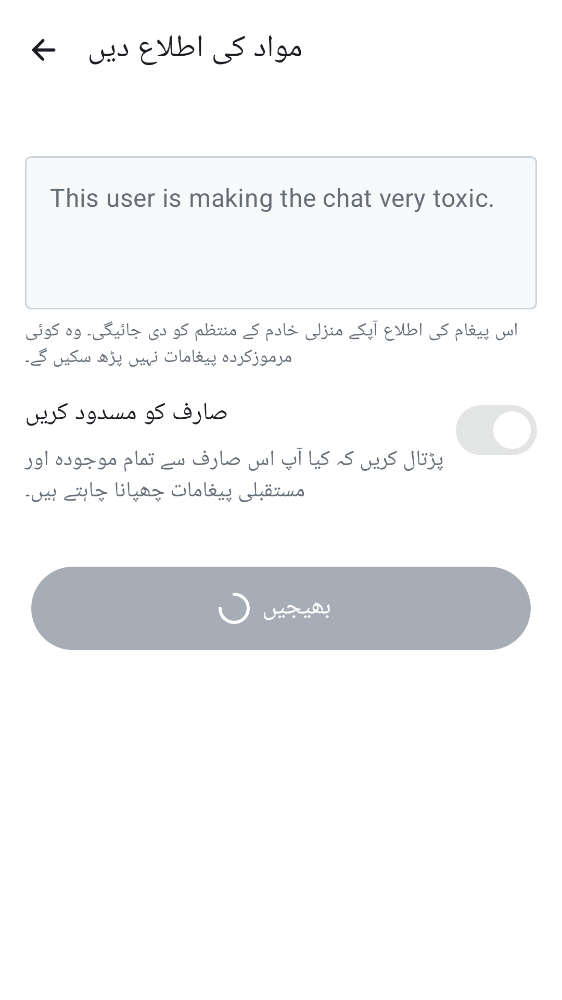 مواد کی اطلاع دیں
This user is making the chat very toxic.
اس پیغام کی اطلاع آپکے منزلی خادم کے منتظم کو دی جائیگی۔ وہ کوئی
مرموزکردہ پیغامات نہیں پڑھ سکیں گے۔
صارف کو مسدود کریں
پڑتال کریں کہ کیا آپ اس صارف سے تمام موجودہ اور
مستقبلی پیغامات چھپانا چاہتے ہیں۔
بھیجیں